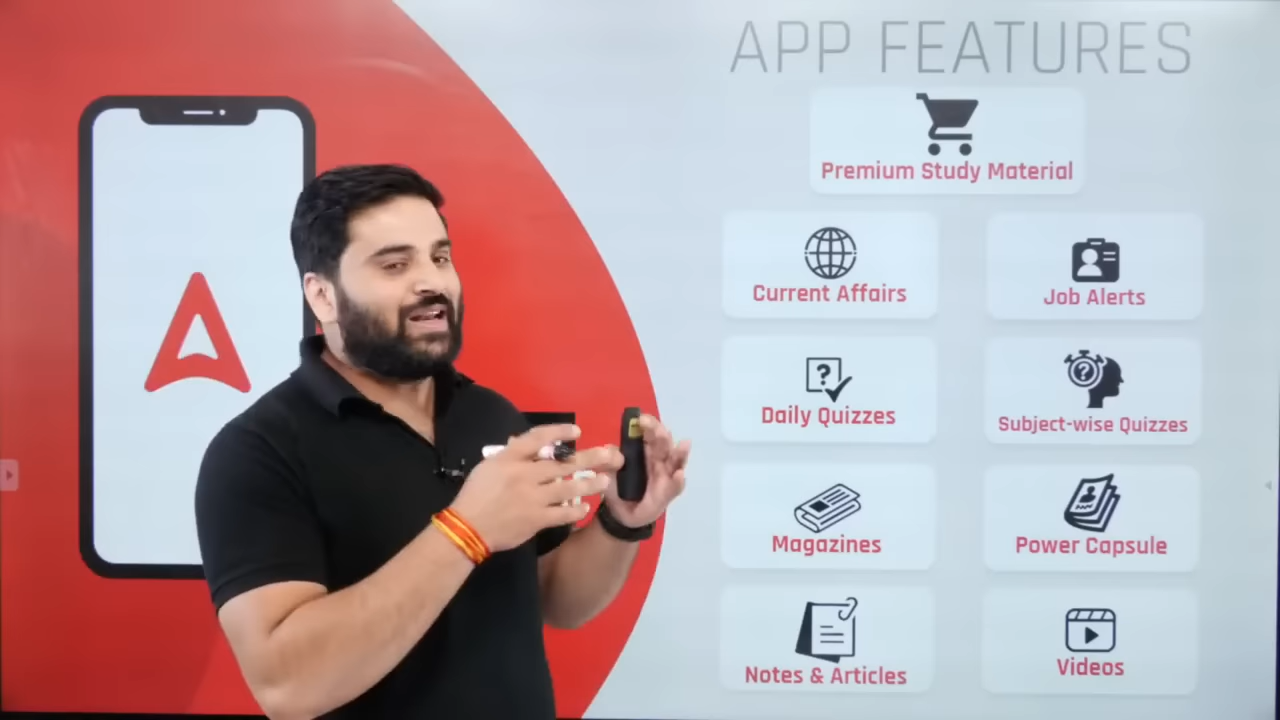 APP FEATURES
Premium Study Material
Current Affairs
Job Alerts
Daily Quizzes
Subject-wise Quizzes
Magazines
Power Capsule
Notes & Articles
Videos